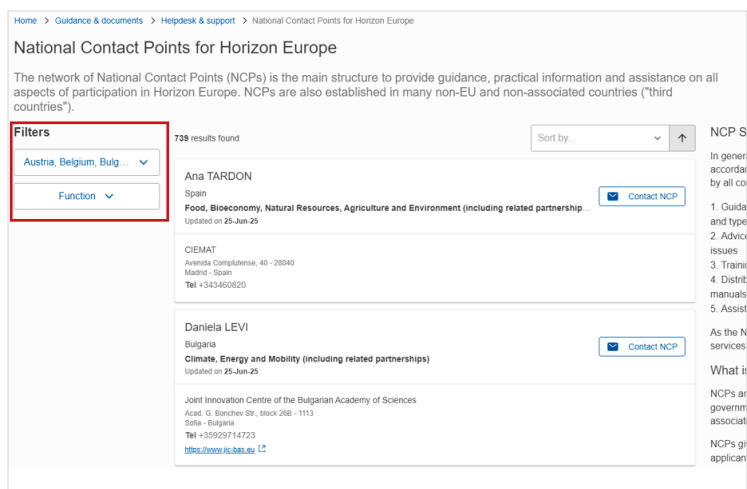 Home > Guidance & documents > Helpdesk & support > National Contact Points for Horizon Europe
National Contact Points for Horizon Europe
The network of National Contact Points (NCPs) is the main structure to provide guidance, practical information and assistance on all
aspects of participation in Horizon Europe. NCPs are also established in many non-EU and non-associated countries ("third
countries").
Filters
Austria, Belgium, Bulg...
Function
739 results found
Sort by...
Ana TARDON
Spain
Food, Bioeconomy, Natural Resources, Agriculture and Environment (including related partnership...
Updated on 25-Jun-25
Contact NCP
CIEMAT
Avenida Complutense, 40 - 28040
Madrid - Spain
Tel +343460820
Daniela LEVI
Bulgaria
Climate, Energy and Mobility (including related partnerships)
Updated on 25-Jun-25
Contact NCP
Joint Innovation Centre of the Bulgarian Academy of Sciences
Acad. G. Bonchev Str., block 26B - 1113
Sofia - Bulgaria
Tel +35929714723
https://www.jic-bas.eu
NCP S
In gener
accordan
by all co
1. Guida
and type
2. Advic
issues
3. Traini
4. Distrib
manuals
5. Assist
As the N
services
What is
NCPs ar
governm
associat
NCPs gi
applican